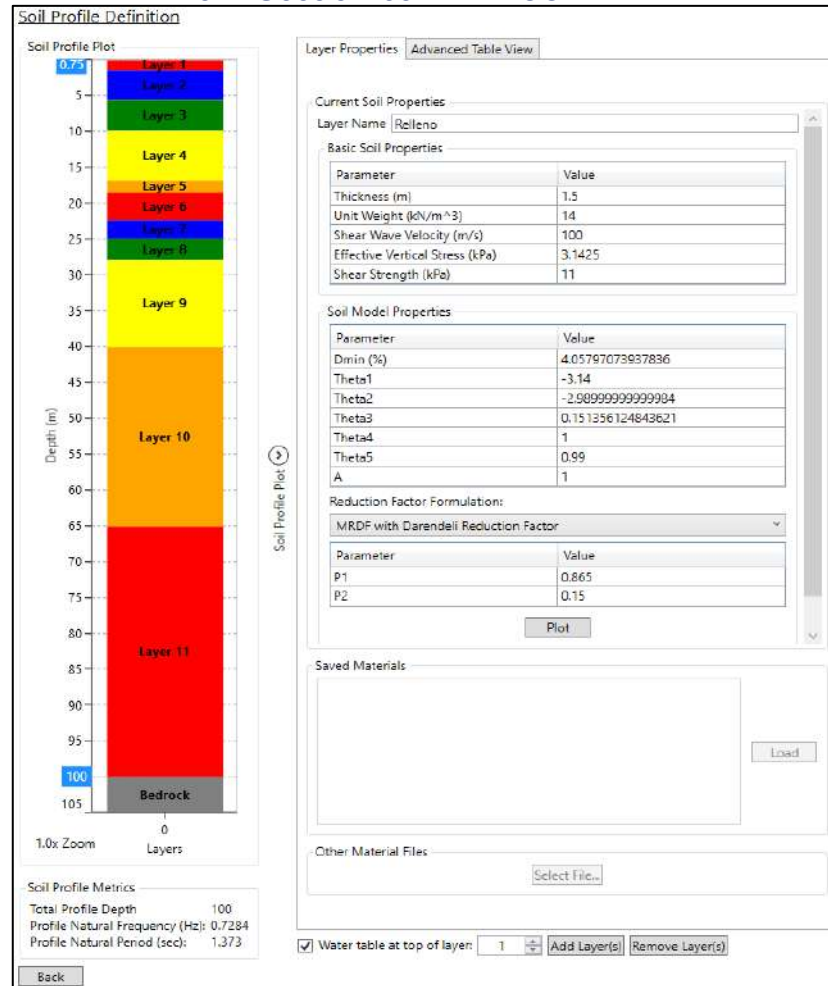 Soil Profile Definition
Soil Profile Plot
0.75
5
10
15
20
25
30
35
40
45
50
55
60
65
70
75
80
85
90
95
100
105
Depth (m)
Layer 1
Layer 2
Layer 3
Layer 4
Layer 5
Layer 6
Layer 7
Layer 8
Layer 9
Layer 10
Layer 11
Bedrock
0
1.0x Zoom Layers
Soil Profile Metrics
Total Profile Depth 100
Profile Natural Frequency (Hz): 0.7284
Profile Natural Period (sec): 1.373
Back
Soil Profile Plot
Layer Properties Advanced Table View
Current Soil Properties
Layer Name Relleno
Basic Soil Properties
Parameter Value
Thickness (m) 1.5
Unit Weight (kN/m^3) 14
Shear Wave Velocity (m/s) 100
Effective Vertical Stress (kPa) 3.1425
Shear Strength (kPa) 11
Soil Model Properties
Parameter Value
Dmin (%) 4.05797073937836
Theta1 -3.14
Theta2 -2.98999999999984
Theta3 0.151356124843621
Theta4 1
Theta5 0.99
A 1
Reduction Factor Formulation:
MRDF with Darendeli Reduction Factor
Parameter Value
P1 0.865
P2 0.15
Plot
Saved Materials
Load
Other Material Files
Select File...
Water table at top of layer: 1 Add Layer(s) Remove Layer(s)